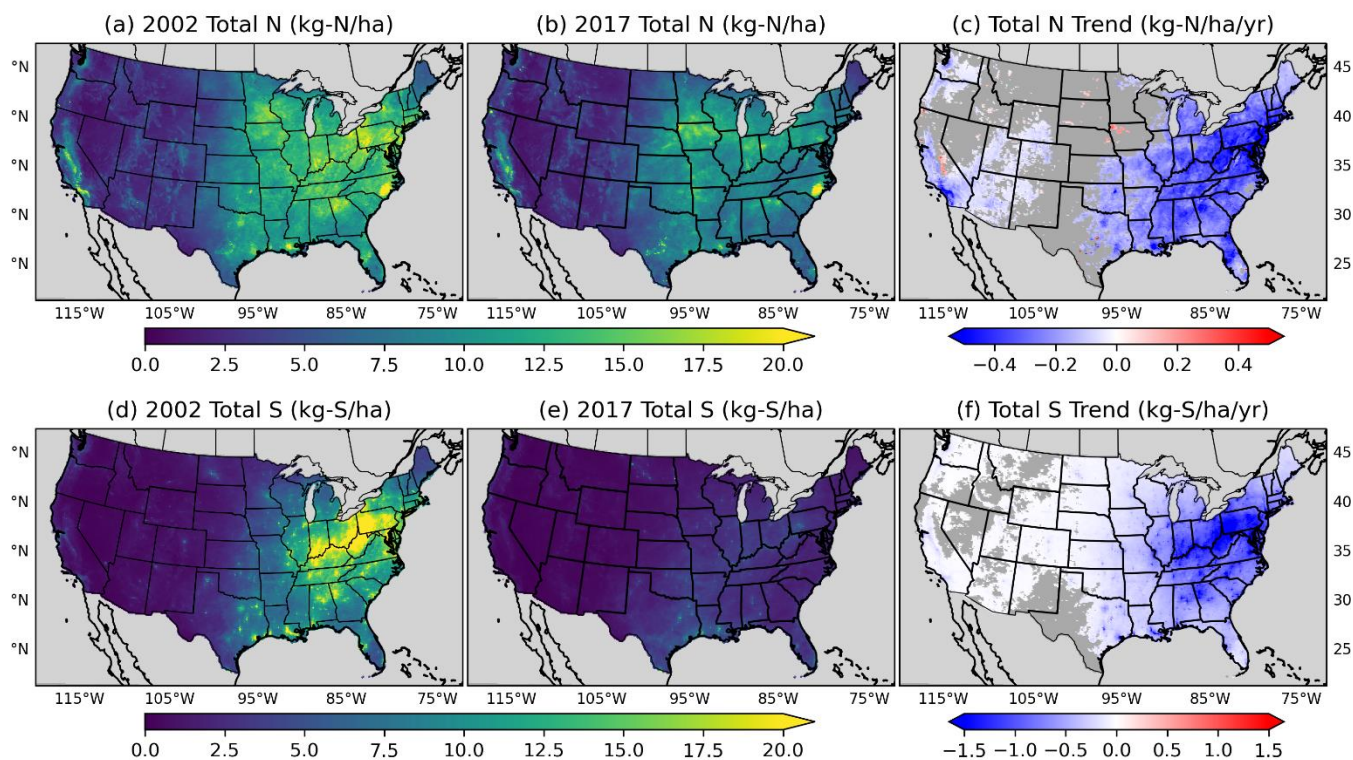 (a) 2002 Total N (kg-N/ha) (b) 2017 Total N (kg-N/ha) (c) Total N Trend (kg-N/ha/yr)
°N 45
°N 40
°N 35
°N 30
°N 25
115°W 105°W 95°W 85°W 75°W 115°W 105°W 95°W 85°W 75°W 115°W 105°W 95°W 85°W 75°W
0.0 2.5 5.0 7.5 10.0 12.5 15.0 17.5 20.0 −0.4 −0.2 0.0 0.2 0.4
(d) 2002 Total S (kg-S/ha) (e) 2017 Total S (kg-S/ha) (f) Total S Trend (kg-S/ha/yr)
°N 45
°N 40
°N 35
°N 30
°N 25
115°W 105°W 95°W 85°W 75°W 115°W 105°W 95°W 85°W 75°W 115°W 105°W 95°W 85°W 75°W
0.0 2.5 5.0 7.5 10.0 12.5 15.0 17.5 20.0 −1.5 −1.0 −0.5 0.0 0.5 1.0 1.5